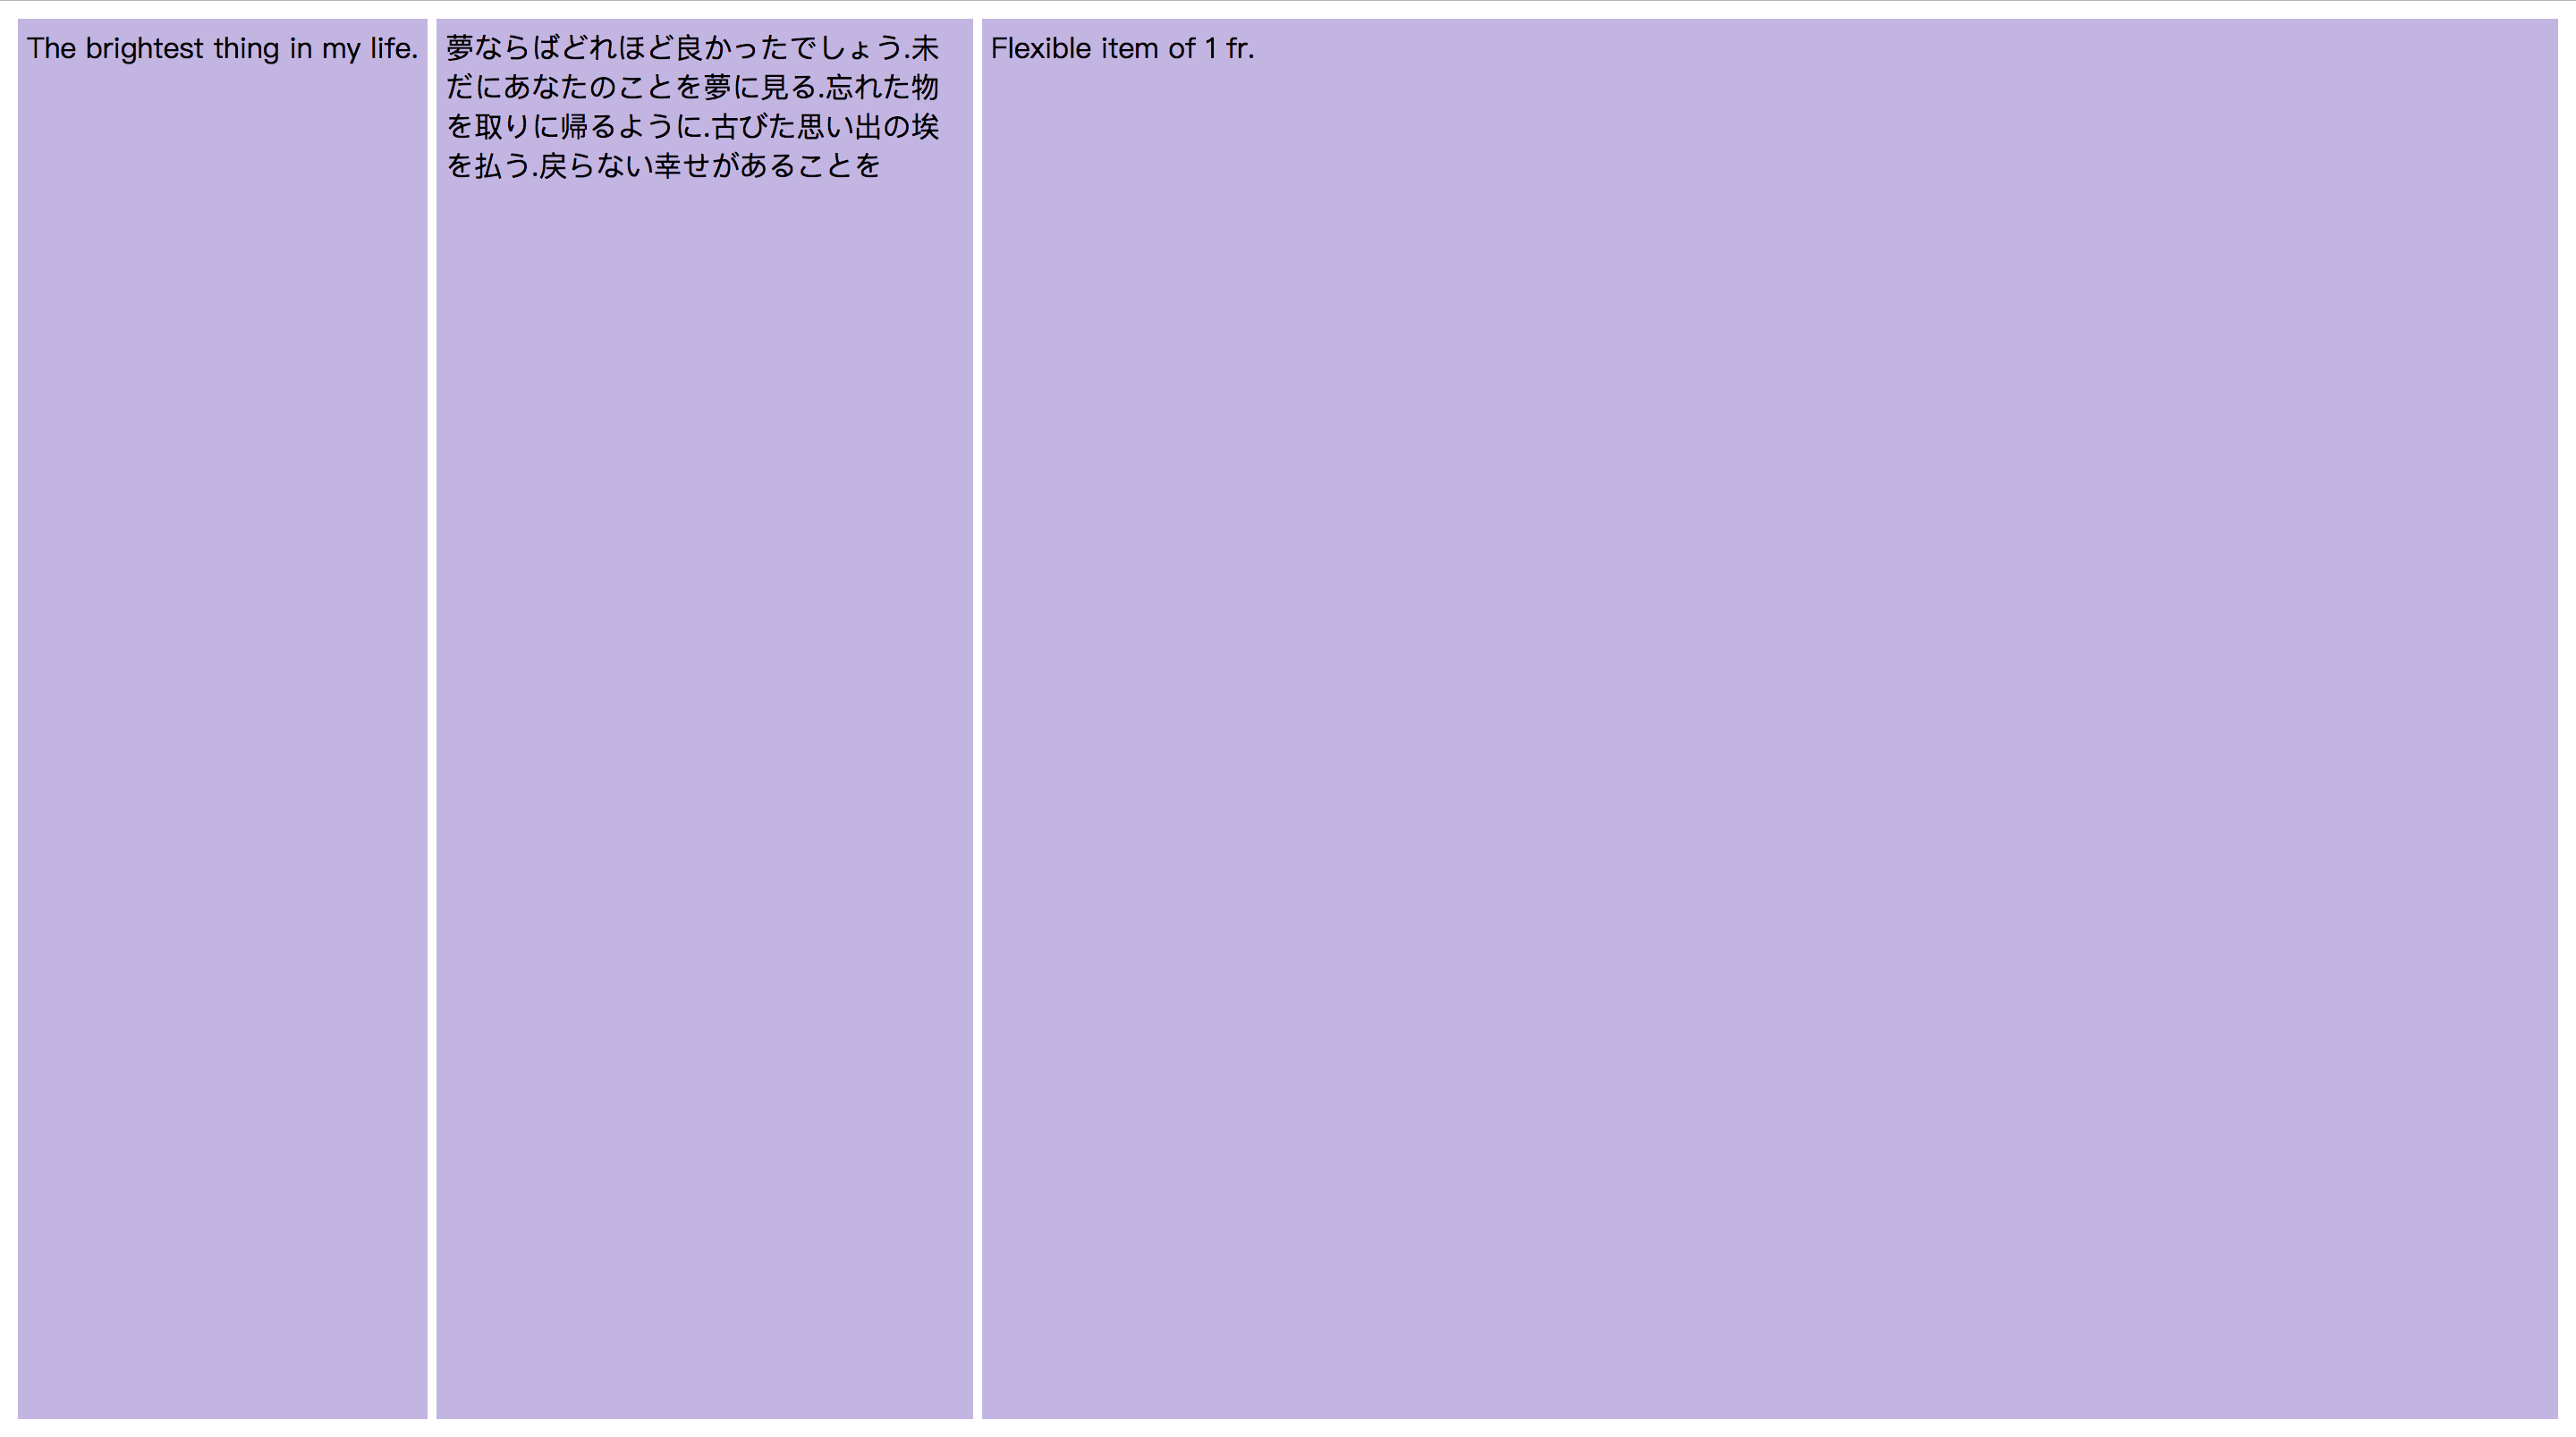 The brightest thing in my life.
夢ならばどれほど良かったでしょう.未
だにあなたのことを夢に見る.忘れた物
を取りに帰るように.古びた思い出の埃
を払う.戻らない幸せがあることを
Flexible item of 1 fr.